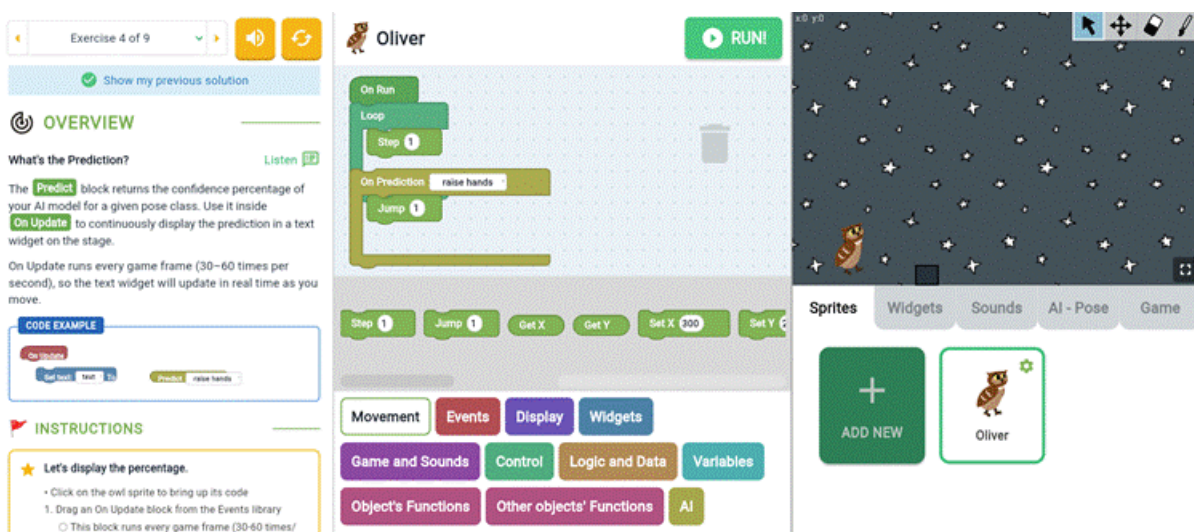 Exercise 4 of 9
Show my previous solution
OVERVIEW
What's the Prediction?
Listen
The Predict block returns the confidence percentage of
your AI model for a given pose class. Use it inside
On Update to continuously display the prediction in a text
widget on the stage.
On Update runs every game frame (30–60 times per
second), so the text widget will update in real time as you
move.
CODE EXAMPLE
On Update
Set text text To
Predict raise hands
INSTRUCTIONS
Let's display the percentage.
• Click on the owl sprite to bring up its code
1. Drag an On Update block from the Events library
This block runs every game frame (30-60 times/
Oliver
RUN!
On Run
Loop
Step 1
On Prediction raise hands
Jump 1
Step 1
Jump 1
Get X
Get Y
Set X 300
Set Y
Movement
Events
Display
Widgets
Game and Sounds
Control
Logic and Data
Variables
Object's Functions
Other objects' Functions
AI
x:0 y:0
Sprites
Widgets
Sounds
AI - Pose
Game
ADD NEW
Oliver